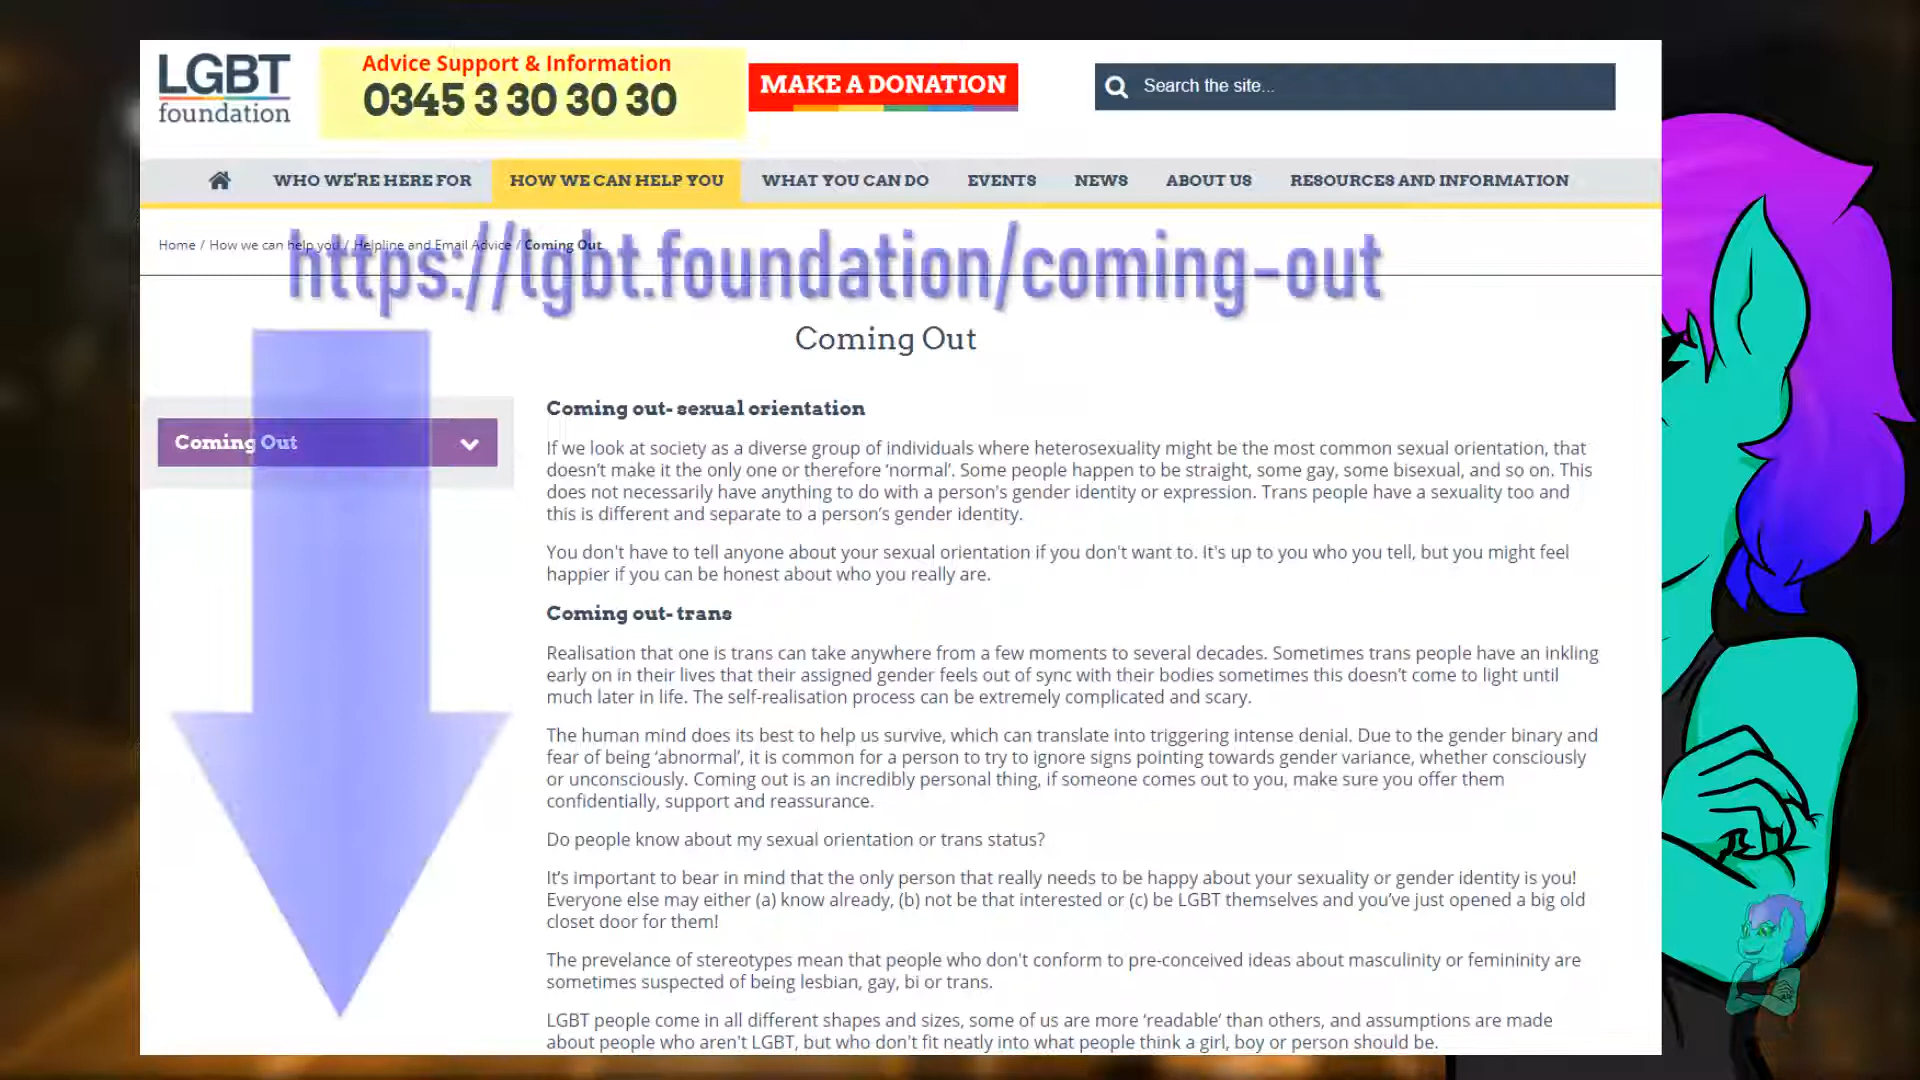 LGBT
foundation
Advice Support & Information
0345 3 30 30 30
MAKE A DONATION
Search the site...
WHO WE'RE HERE FOR
HOW WE CAN HELP YOU
WHAT YOU CAN DO
EVENTS
NEWS
ABOUT US
RESOURCES AND INFORMATION
Home / How we can help you / Helpline and Email Advice / Coming Out
https://lgbt.foundation/coming-out
Coming Out
Coming Out
Coming out- sexual orientation
If we look at society as a diverse group of individuals where heterosexuality might be the most common sexual orientation, that
doesn't make it the only one or therefore ‘normal’. Some people happen to be straight, some gay, some bisexual, and so on. This
does not necessarily have anything to do with a person's gender identity or expression. Trans people have a sexuality too and
this is different and separate to a person’s gender identity.
You don't have to tell anyone about your sexual orientation if you don't want to. It's up to you who you tell, but you might feel
happier if you can be honest about who you really are.
Coming out- trans
Realisation that one is trans can take anywhere from a few moments to several decades. Sometimes trans people have an inkling
early on in their lives that their assigned gender feels out of sync with their bodies sometimes this doesn’t come to light until
much later in life. The self-realisation process can be extremely complicated and scary.
The human mind does its best to help us survive, which can translate into triggering intense denial. Due to the gender binary and
fear of being ‘abnormal’, it is common for a person to try to ignore signs pointing towards gender variance, whether consciously
or unconsciously. Coming out is an incredibly personal thing, if someone comes out to you, make sure you offer them
confidentially, support and reassurance.
Do people know about my sexual orientation or trans status?
It’s important to bear in mind that the only person that really needs to be happy about your sexuality or gender identity is you!
Everyone else may either (a) know already, (b) not be that interested or (c) be LGBT themselves and you’ve just opened a big old
closet door for them!
The prevelance of stereotypes mean that people who don't conform to pre-conceived ideas about masculinity or femininity are
sometimes suspected of being lesbian, gay, bi or trans.
LGBT people come in all different shapes and sizes, some of us are more ‘readable’ than others, and assumptions are made
about people who aren't LGBT, but who don't fit neatly into what people think a girl, boy or person should be.